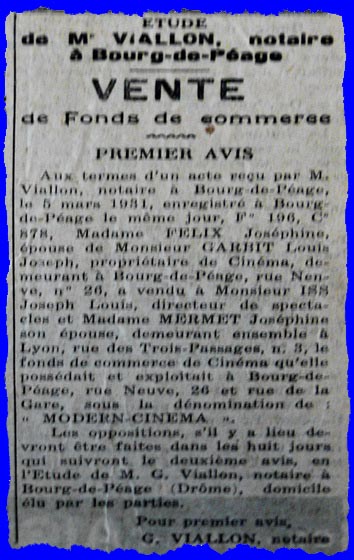 ETUDE
de Me VIALLON, notaire
à Bourg-de-Péage
VENTE
de Fonds de commerce
PREMIER AVIS
Aux termes d'un acte reçu par M.
Viallon, notaire à Bourg-de-Péage,
le 5 mars 1931, enregistré à Bourg-
de-Péage le même jour, F° 196, C°
878, Madame FELIX Joséphine,
épouse de Monsieur GARBIT Louis
Joseph, propriétaire de Cinéma, de-
meurant à Bourg-de-Péage, rue Neu-
ve, n° 26, a vendu à Monsieur ISS
Joseph Louis, directeur de specta-
cles et Madame MERMET Joséphine
son épouse, demeurant ensemble à
Lyon, rue des Trois-Passages, n. 3, le
fonds de commerce de Cinéma qu'elle
possédait et exploitait à Bourg-de-
Péage, rue Neuve, 26 et rue de la
Gare, sous la dénomination de :
" MODERN-CINEMA ".
Les oppositions, s'il y a lieu de-
vront être faites dans les huit jours
qui suivront le deuxième avis, en
l'Etude de M. G. Viallon, notaire à
Bourg-de-Péage (Drôme), domicile
élu par les parties.
Pour premier avis,
G. VIALLON, notaire